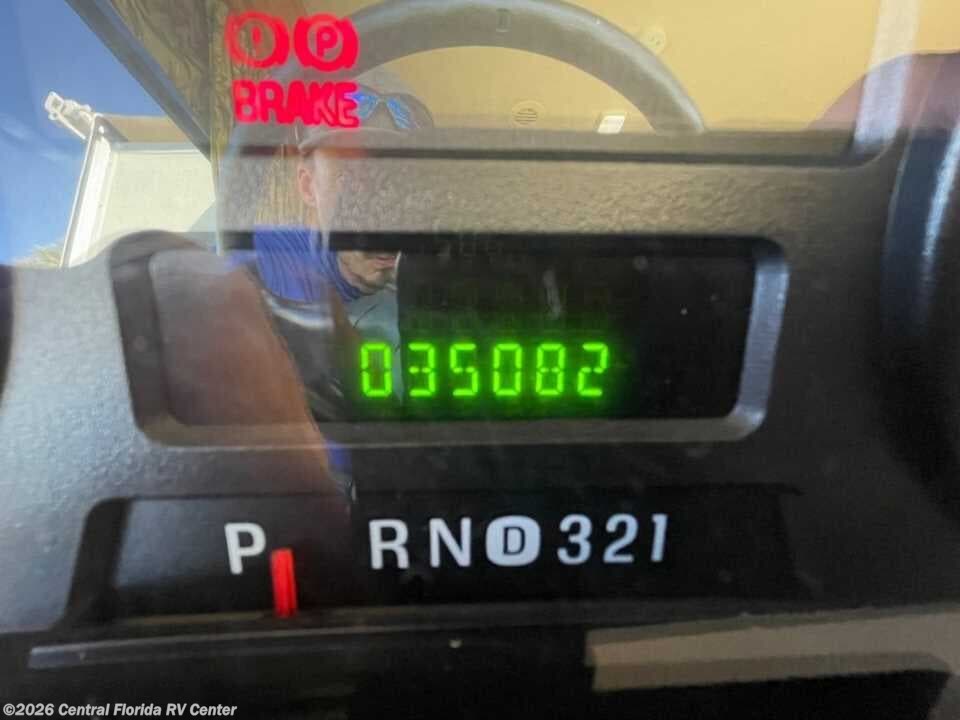 ! P
BRAKE
035082
P RND321
©2026 Central Florida RV Center